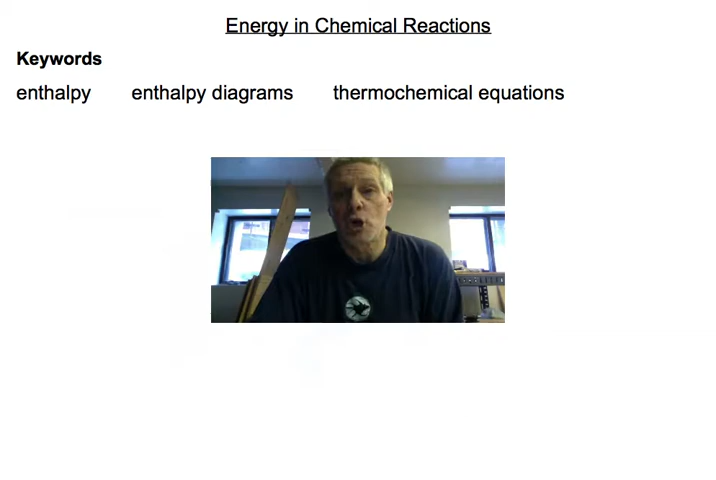 Energy in Chemical Reactions
Keywords
enthalpy enthalpy diagrams thermochemical equations